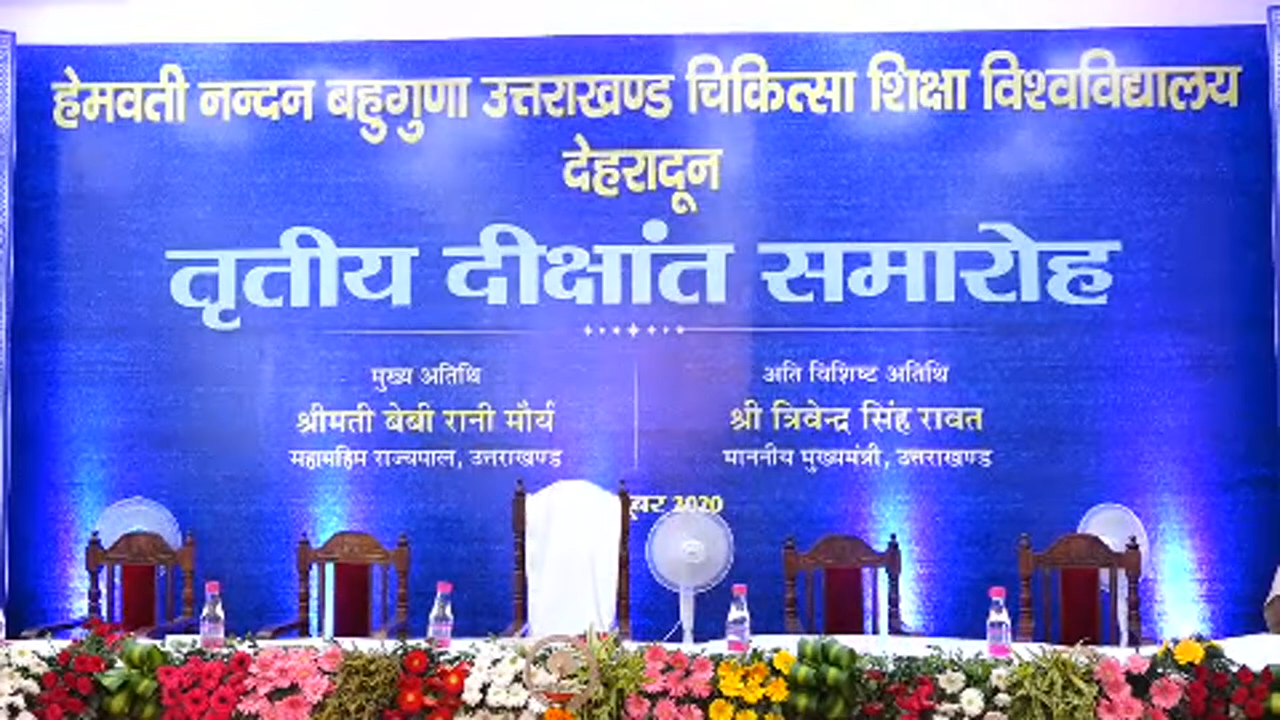 हेमवती नन्दन बहुगुणा उत्तराखण्ड चिकित्सा शिक्षा विश्वविद्यालय
देहरादून
तृतीय दीक्षांत समारोह
मुख्य अतिथि
श्रीमती बेबी रानी मौर्य
महामहिम राज्यपाल, उत्तराखण्ड
अति विशिष्ट अतिथि
श्री त्रिवेन्द्र सिंह रावत
माननीय मुख्यमंत्री, उत्तराखण्ड
2020